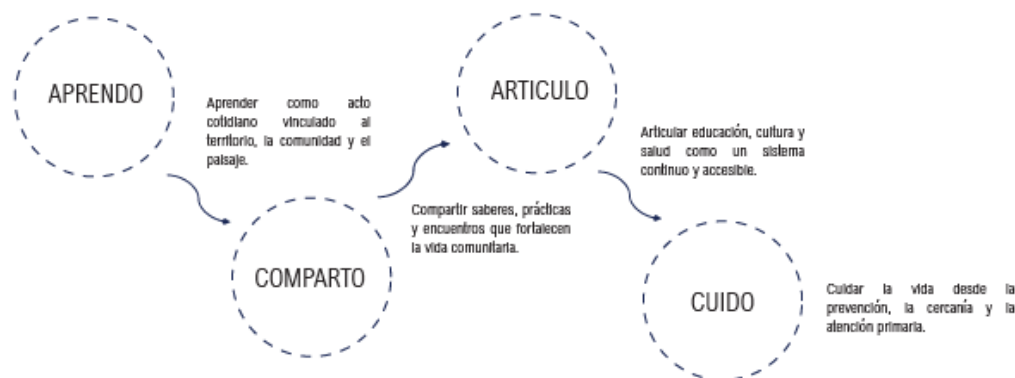 APRENDO
Aprender como acto
cotidiano vinculado al
territorio, la comunidad y el
paisaje.
COMPARTO
Compartir saberes, prácticas
y encuentros que fortalecen
la vida comunitaria.
ARTICULO
Articular educación, cultura y
salud como un sistema
continuo y accesible.
CUIDO
Cuidar la vida desde la
prevención, la cercanía y la
atención primaria.